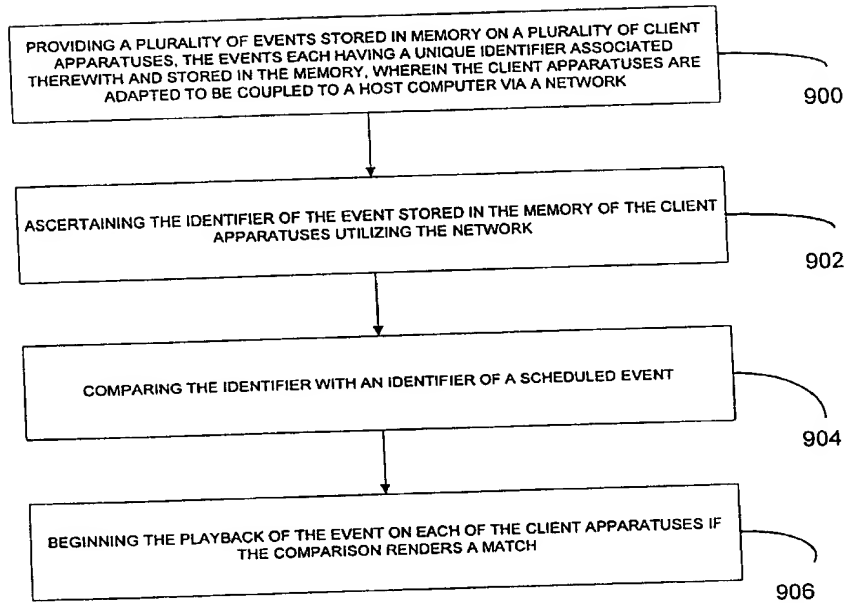 PROVIDING A PLURALITY OF EVENTS STORED IN MEMORY ON A PLURALITY OF CLIENT
APPARATUSES, THE EVENTS EACH HAVING A UNIQUE IDENTIFIER ASSOCIATED
THEREWITH AND STORED IN THE MEMORY, WHEREIN THE CLIENT APPARATUSES ARE
ADAPTED TO BE COUPLED TO A HOST COMPUTER VIA A NETWORK
900
ASCERTAINING THE IDENTIFIER OF THE EVENT STORED IN THE MEMORY OF THE CLIENT
APPARATUSES UTILIZING THE NETWORK
902
COMPARING THE IDENTIFIER WITH AN IDENTIFIER OF A SCHEDULED EVENT
904
BEGINNING THE PLAYBACK OF THE EVENT ON EACH OF THE CLIENT APPARATUSES IF
THE COMPARISON RENDERS A MATCH
906